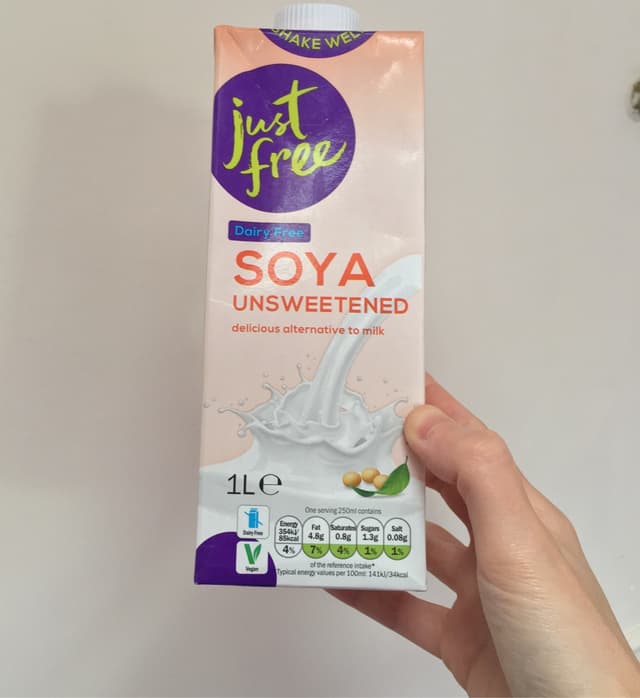 SHAKE WELL
just
free
Dairy Free
SOYA
UNSWEETENED
delicious alternative to milk
1L℮
One serving 250ml contains
Energy
354kJ/
85kcal
4%
Fat
4.8g
7%
Saturates
0.8g
4%
Sugars
1.3g
1%
Salt
0.08g
1%
of the reference intake*
Typical energy values per 100ml: 141kJ/34kcal
Dairy Free
Vegan